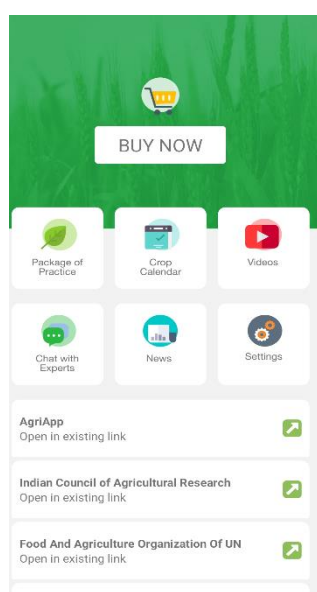 BUY NOW
Package of
Practice
Crop
Calendar
Videos
Chat with
Experts
News
Settings
AgriApp
Open in existing link
Indian Council of Agricultural Research
Open in existing link
Food And Agriculture Organization Of UN
Open in existing link